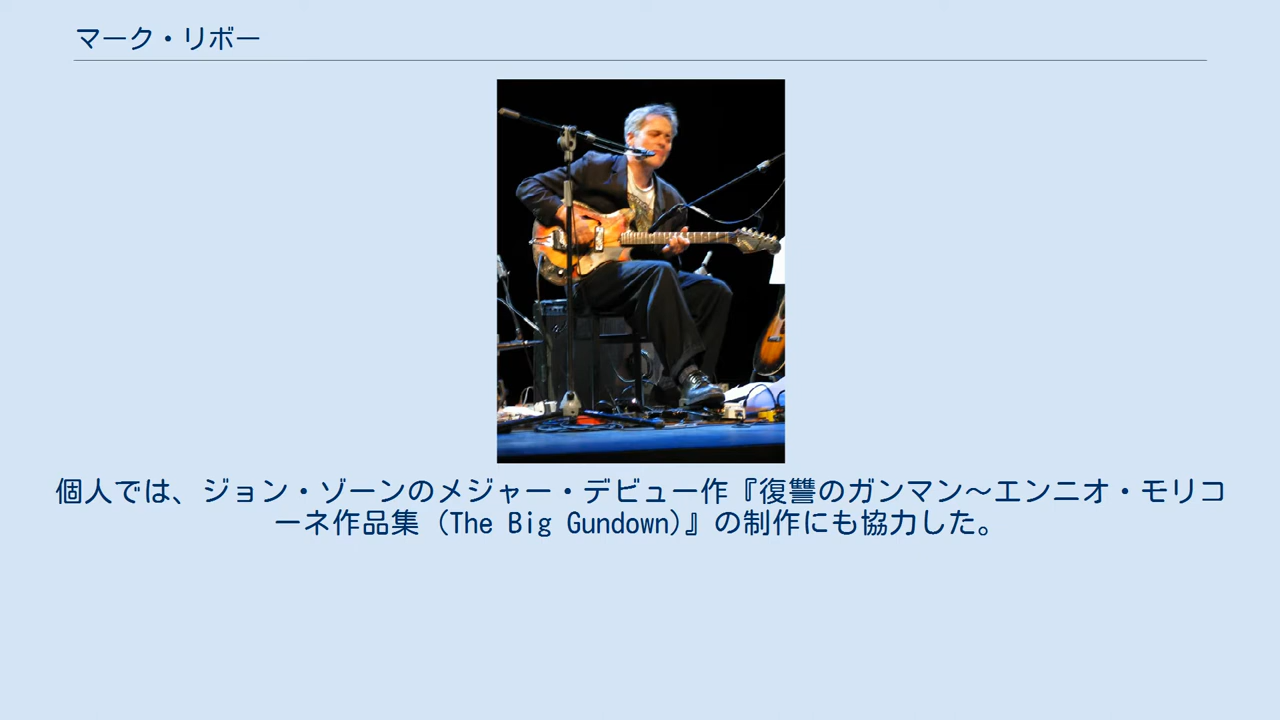 マーク・リボー
個人では、ジョン・ゾーンのメジャー・デビュー作『復讐のガンマン～エンニオ・モリコ
ーネ作品集 (The Big Gundown)』の制作にも協力した。